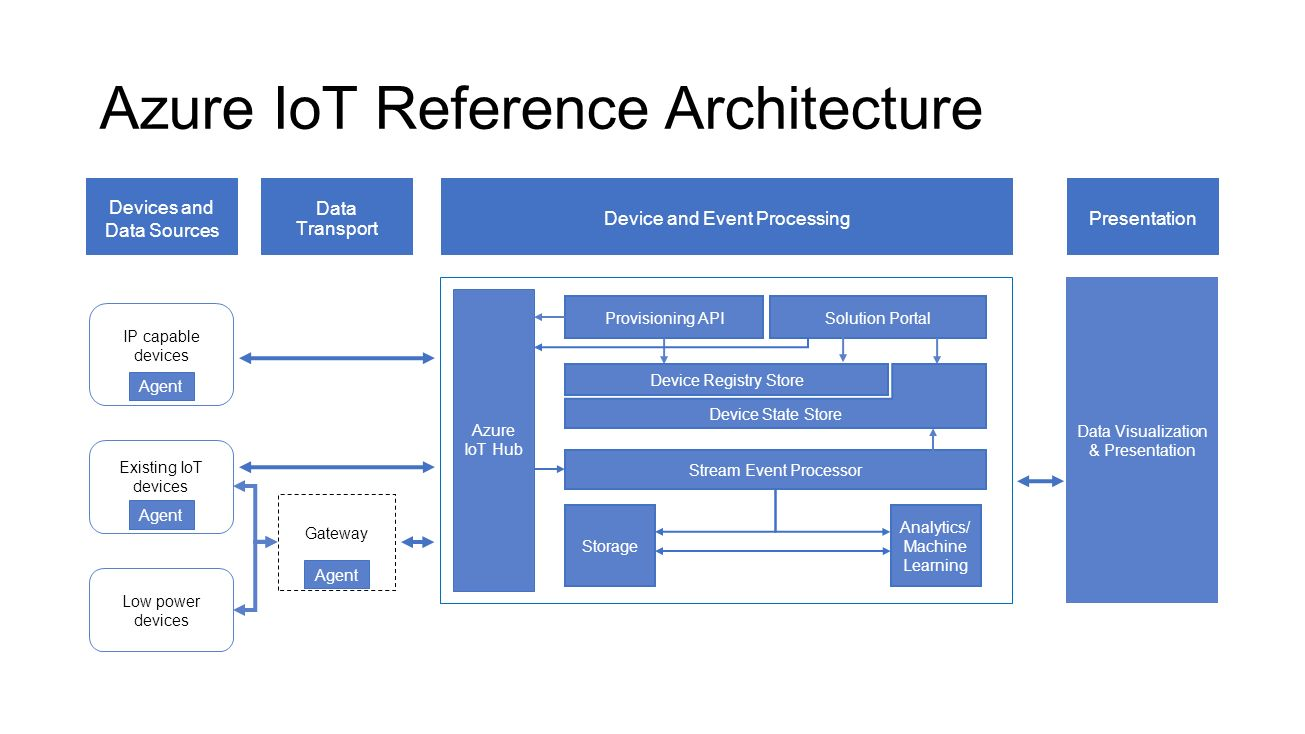 Azure IoT Reference Architecture
Devices and
Data Sources
Data
Transport
Device and Event Processing
Presentation
IP capable
devices
Agent
Existing IoT
devices
Agent
Low power
devices
Gateway
Agent
Azure
IoT Hub
Provisioning API
Solution Portal
Device Registry Store
Device State Store
Stream Event Processor
Storage
Analytics/
Machine
Learning
Data Visualization
& Presentation